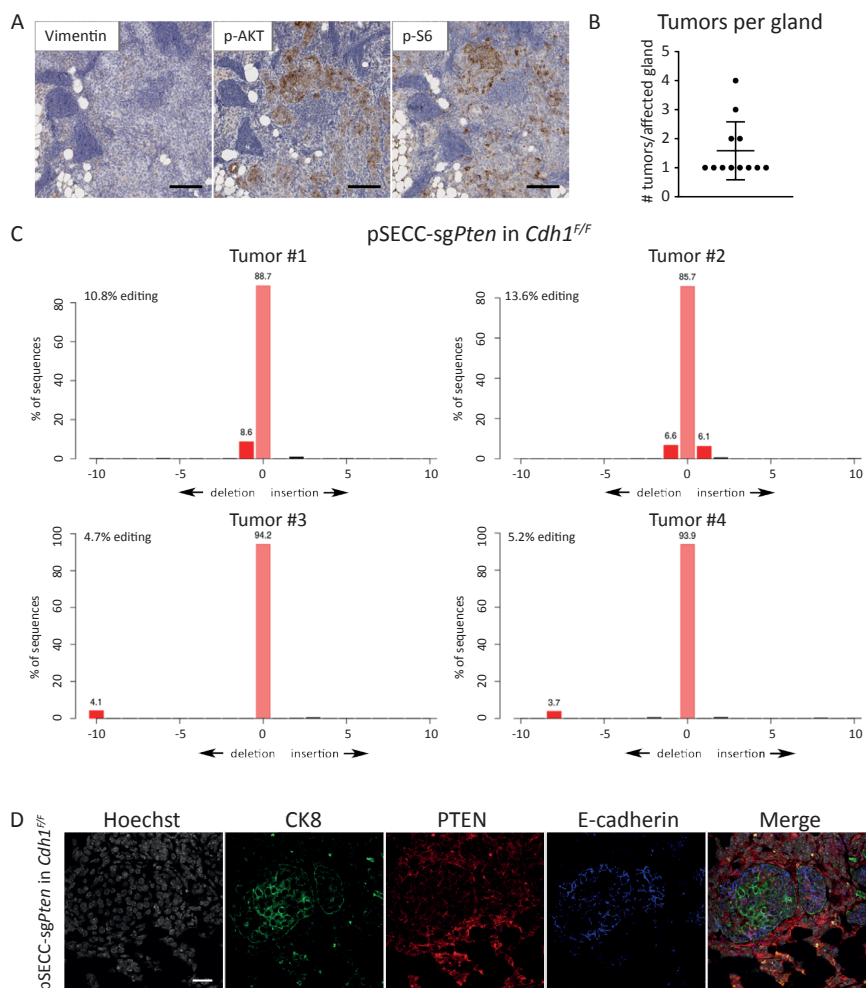 A
Vimentin
p-AKT
p-S6
B
Tumors per gland
# tumors/affected gland
5
4
3
2
1
0
C
pSECC-sgPten in Cdh1F/F
Tumor #1
10.8% editing
% of sequences
80
60
40
20
0
88.7
8.6
-10
-5
0
5
10
deletion insertion
Tumor #2
13.6% editing
% of sequences
80
60
40
20
0
85.7
6.6
6.1
-10
-5
0
5
10
deletion insertion
Tumor #3
4.7% editing
% of sequences
100
80
60
40
20
0
94.2
4.1
-10
-5
0
5
10
deletion insertion
Tumor #4
5.2% editing
% of sequences
100
80
60
40
20
0
93.9
3.7
-10
-5
0
5
10
deletion insertion
D
pSECC-sgPten in Cdh1F/F
Hoechst
CK8
PTEN
E-cadherin
Merge